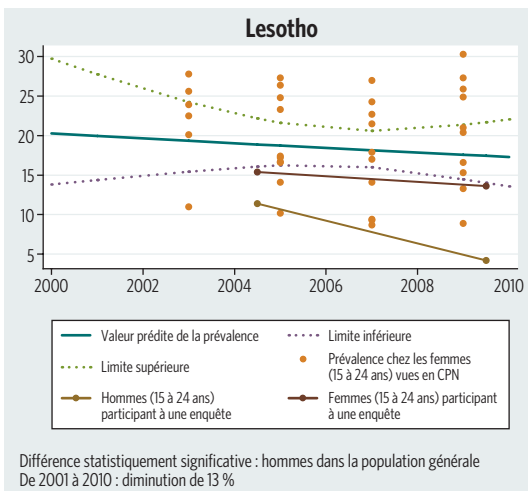 Lesotho
30
25
20
15
10
5
2000 2002 2004 2006 2008 2010
Valeur prédite de la prévalence
Limite inférieure
Limite supérieure
Prévalence chez les femmes
(15 à 24 ans) vues en CPN
Hommes (15 à 24 ans)
participant à une enquête
Femmes (15 à 24 ans) participant
à une enquête
Différence statistiquement significative : hommes dans la population générale
De 2001 à 2010 : diminution de 13 %